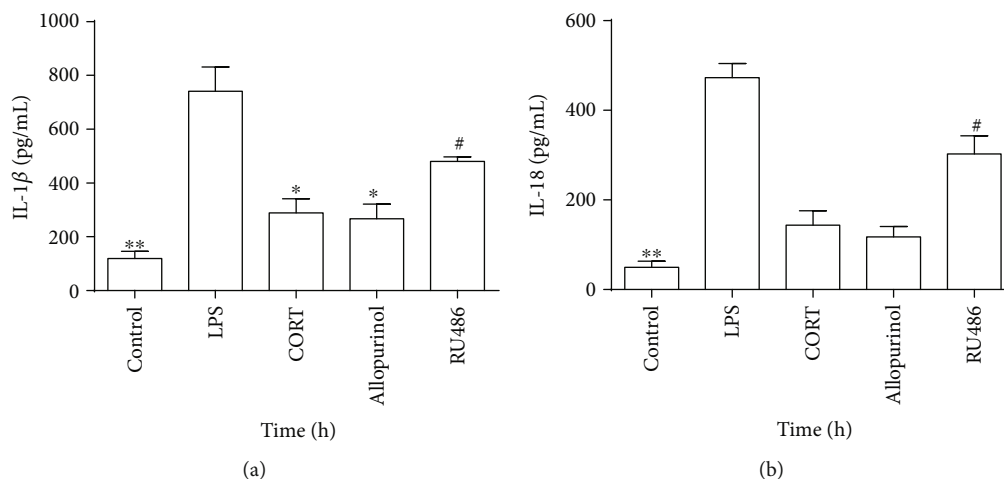 1000
800
600
400
200
0
IL-1β (pg/mL)
**
*
*
#
Control
LPS
CORT
Allopurinol
RU486
Time (h)
(a)
600
400
200
0
IL-18 (pg/mL)
**
#
Control
LPS
CORT
Allopurinol
RU486
Time (h)
(b)